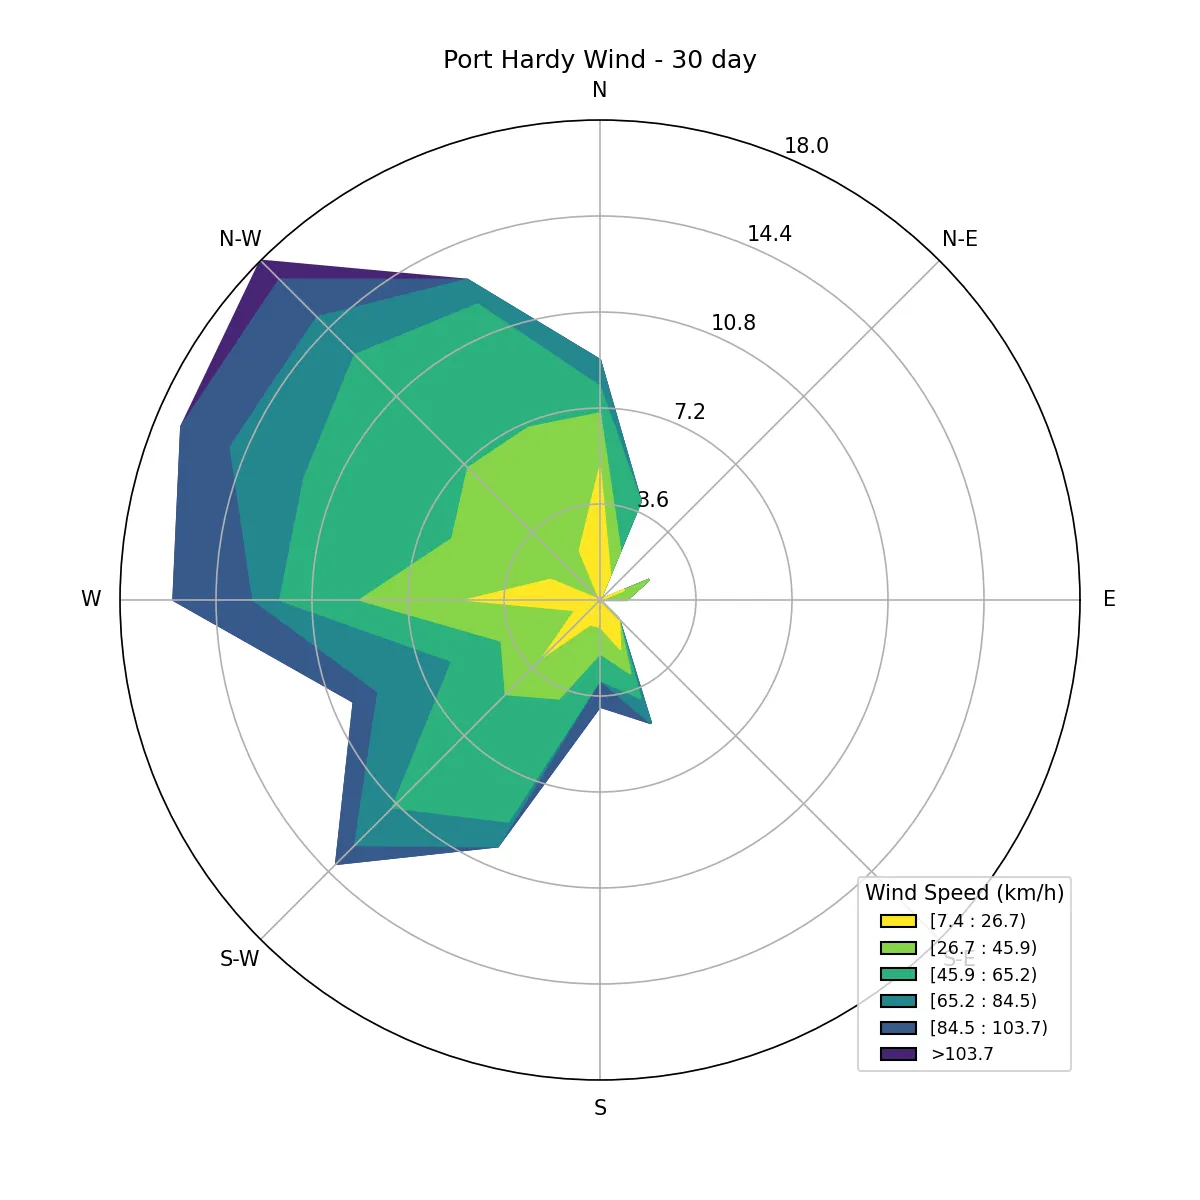 Port Hardy Wind - 30 day
N
18.0
N-W
N-E
14.4
10.8
7.2
3.6
W
E
S-W
S-E
S
Wind Speed (km/h)
[7.4 : 26.7)
[26.7 : 45.9)
[45.9 : 65.2)
[65.2 : 84.5)
[84.5 : 103.7)
>103.7